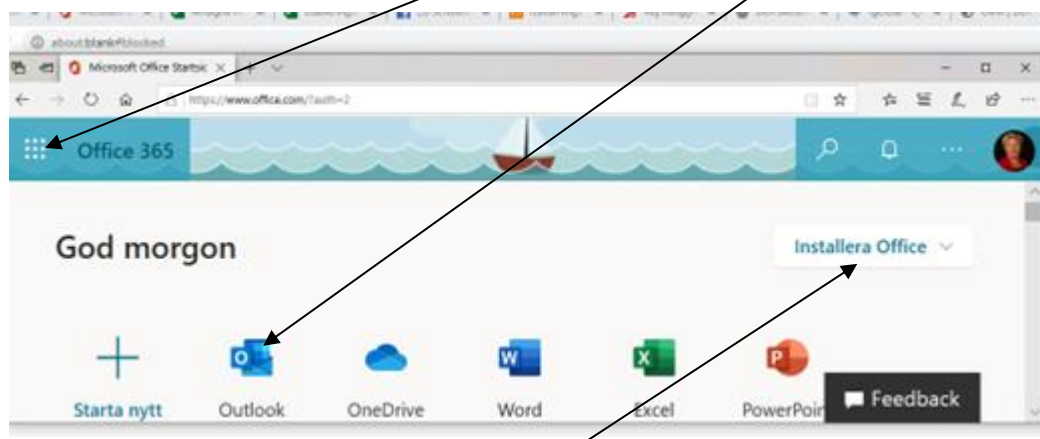 about:blank#blocked
Microsoft Office Startsic
https://www.office.com/?auth=2
Office 365
God morgon
Installera Office
Starta nytt
Outlook
OneDrive
Word
Excel
PowerPoin
Feedback